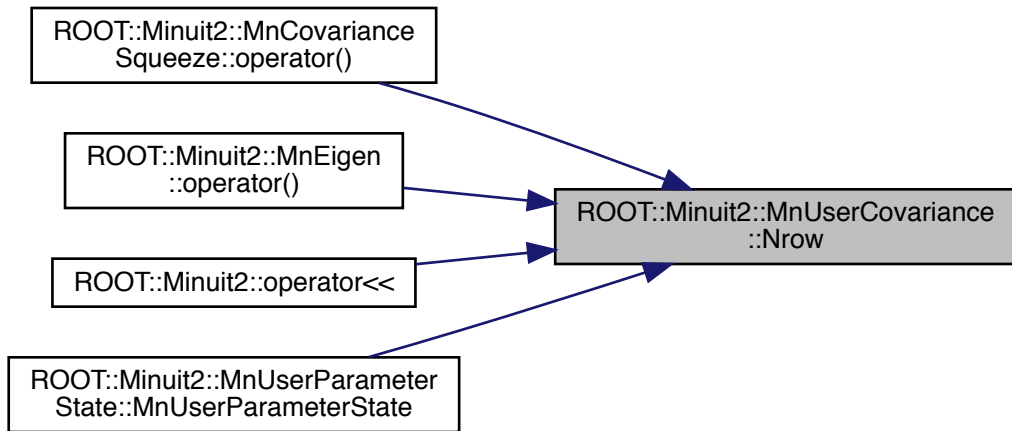 ROOT::Minuit2::MnCovariance
Squeeze::operator()
ROOT::Minuit2::MnEigen
::operator()
ROOT::Minuit2::MnUserCovariance
::Nrow
ROOT::Minuit2::operator<<
ROOT::Minuit2::MnUserParameter
State::MnUserParameterState